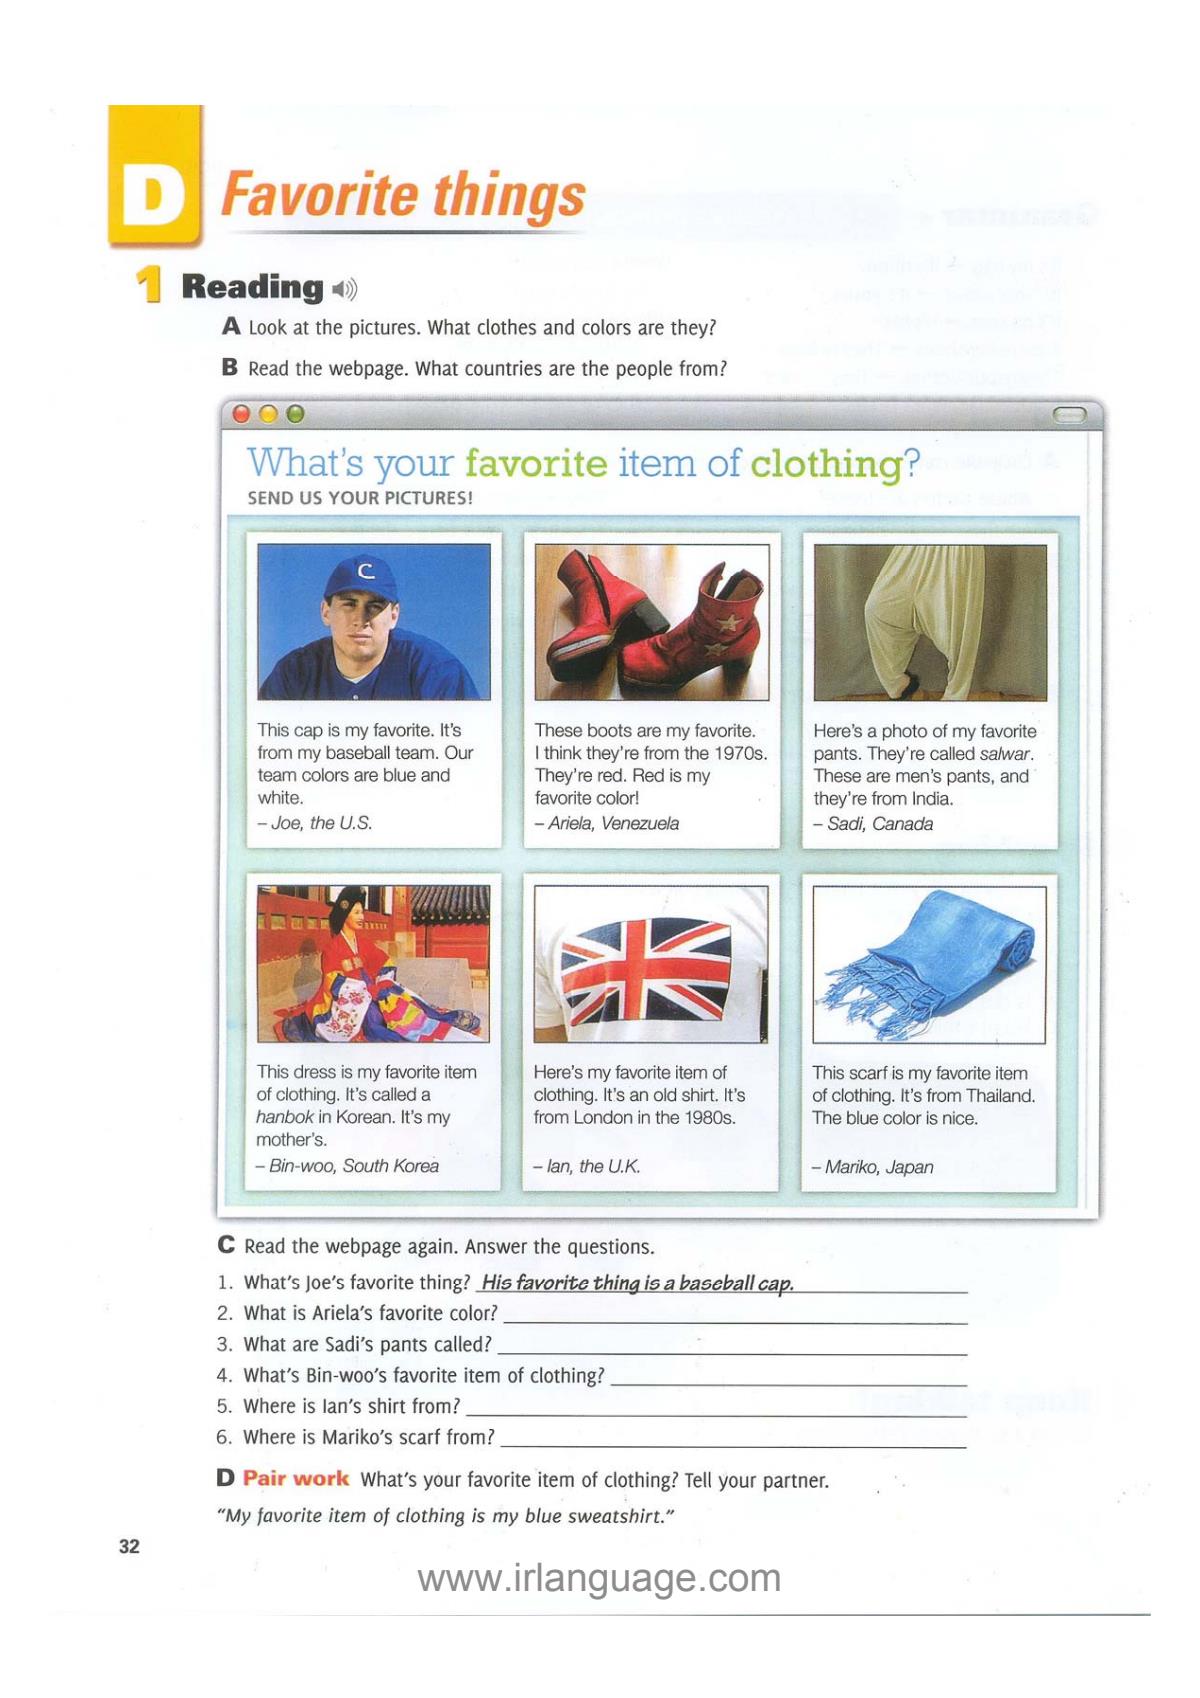 D Favorite things
1 Reading
A Look at the pictures. What clothes and colors are they?
B Read the webpage. What countries are the people from?
What's your favorite item of clothing?
SEND US YOUR PICTURES!
C
This cap is my favorite. It's
from my baseball team. Our
team colors are blue and
white.
– Joe, the U.S.
These boots are my favorite.
I think they're from the 1970s.
They're red. Red is my
favorite color!
– Ariela, Venezuela
Here's a photo of my favorite
pants. They're called salwar.
These are men's pants, and
they're from India.
– Sadi, Canada
This dress is my favorite item
of clothing. It's called a
hanbok in Korean. It's my
mother's.
– Bin-woo, South Korea
Here's my favorite item of
clothing. It's an old shirt. It's
from London in the 1980s.
– Ian, the U.K.
This scarf is my favorite item
of clothing. It's from Thailand.
The blue color is nice.
– Mariko, Japan
C Read the webpage again. Answer the questions.
1. What's Joe's favorite thing? His favorite thing is a baseball cap.
2. What is Ariela's favorite color?
3. What are Sadi's pants called?
4. What's Bin-woo's favorite item of clothing?
5. Where is Ian's shirt from?
6. Where is Mariko's scarf from?
D Pair work What's your favorite item of clothing? Tell your partner.
"My favorite item of clothing is my blue sweatshirt."
32
www.irlanguage.com